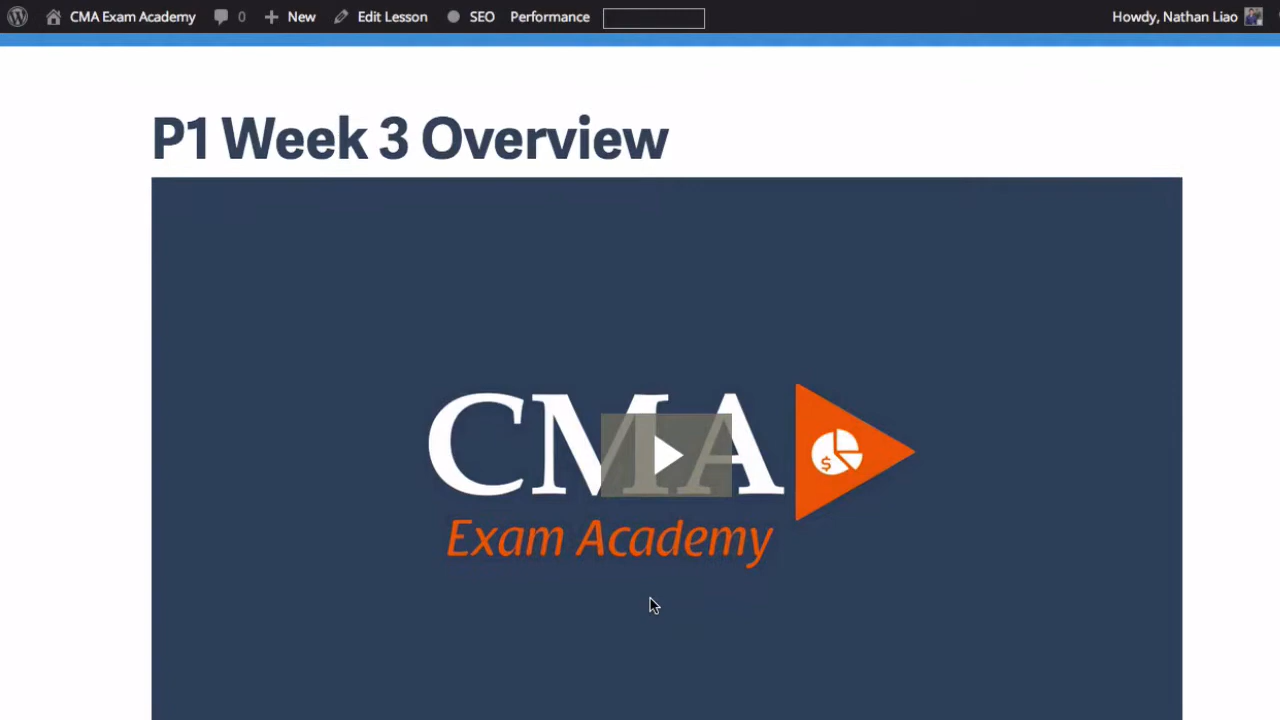 CMA Exam Academy 0 New Edit Lesson SEO Performance Howdy, Nathan Liao
P1 Week 3 Overview
CMA
$
Exam Academy